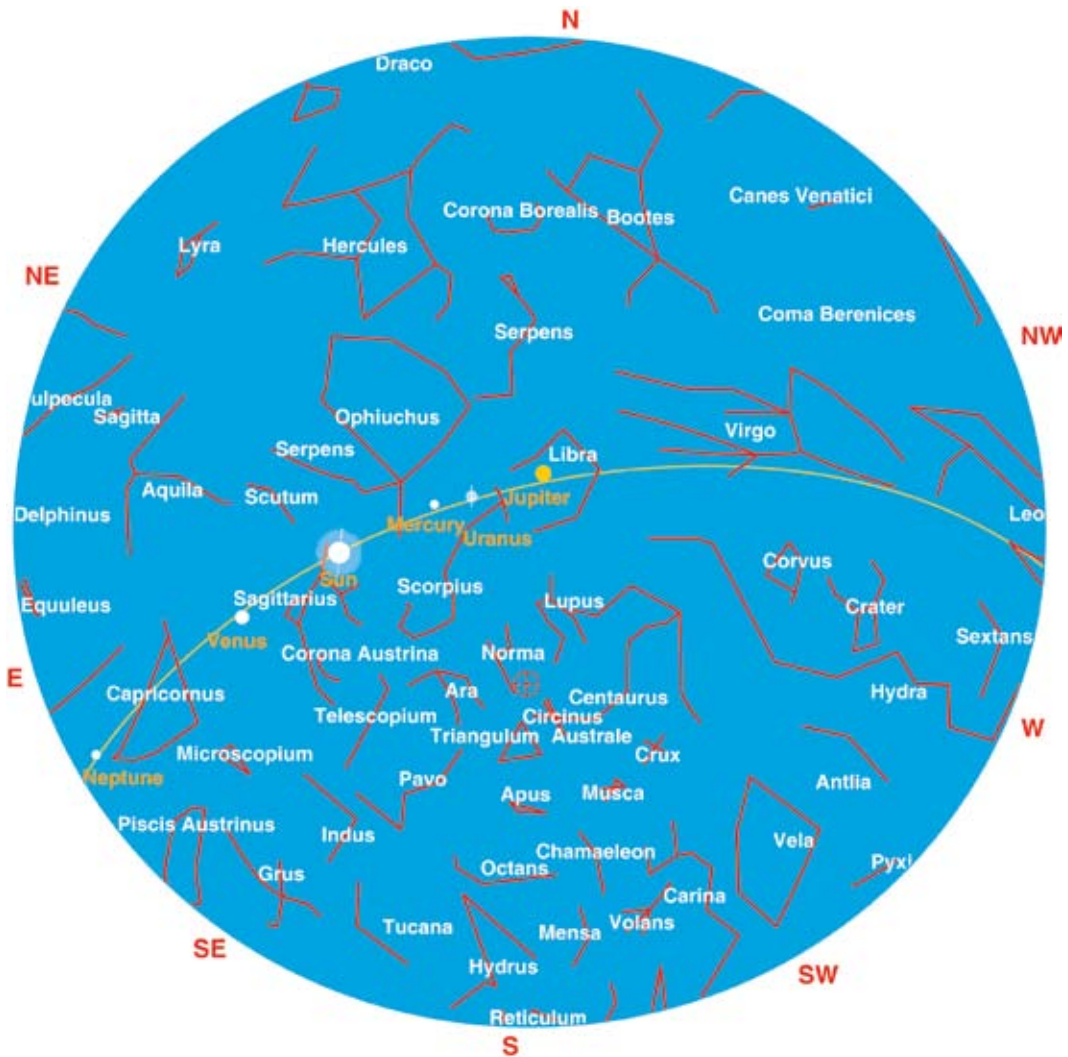 N
Draco
Canes Venatici
Corona Borealis
Bootes
Lyra
Hercules
NE
Coma Berenices
Serpens
NW
ulpecula
Sagitta
Ophiuchus
Virgo
Serpens
Libra
Aquila
Scutum
Jupiter
Delphinus
Mercury
Leo
Uranus
Corvus
Sun
Scorpius
Equuleus
Sagittarius
Lupus
Crater
Venus
Sextans
Corona Austrina
Norma
E
Capricornus
Ara
Centaurus
Hydra
Telescopium
Circinus
W
Triangulum Australe
Microscopium
Crux
Neptune
Pavo
Antlia
Apus
Musca
Piscis Austrinus
Indus
Vela
Chamaeleon
Pyxi
Grus
Octans
Carina
Tucana
Volans
Mensa
SE
Hydrus
SW
Reticulum
S